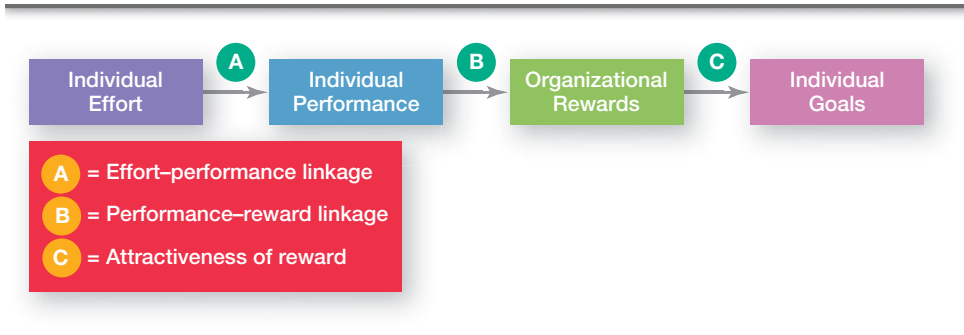 A
B
C
Individual
Effort
Individual
Performance
Organizational
Rewards
Individual
Goals
A = Effort–performance linkage
B = Performance–reward linkage
C = Attractiveness of reward